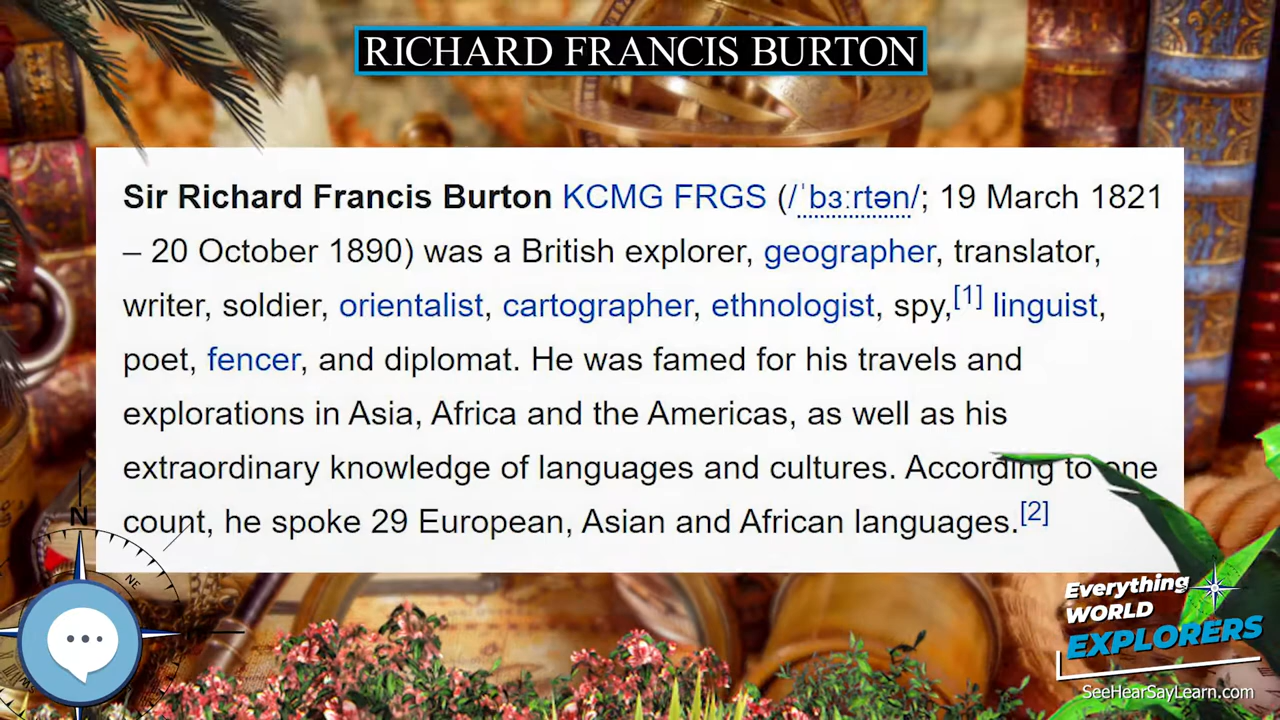 RICHARD FRANCIS BURTON
Sir Richard Francis Burton KCMG FRGS (/ˈbɜːrtən/; 19 March 1821
– 20 October 1890) was a British explorer, geographer, translator,
writer, soldier, orientalist, cartographer, ethnologist, spy,[1] linguist,
poet, fencer, and diplomat. He was famed for his travels and
explorations in Asia, Africa and the Americas, as well as his
extraordinary knowledge of languages and cultures. According to one
count, he spoke 29 European, Asian and African languages.[2]
N
NE
Everything
WORLD
EXPLORERS
SeeHearSayLearn.com